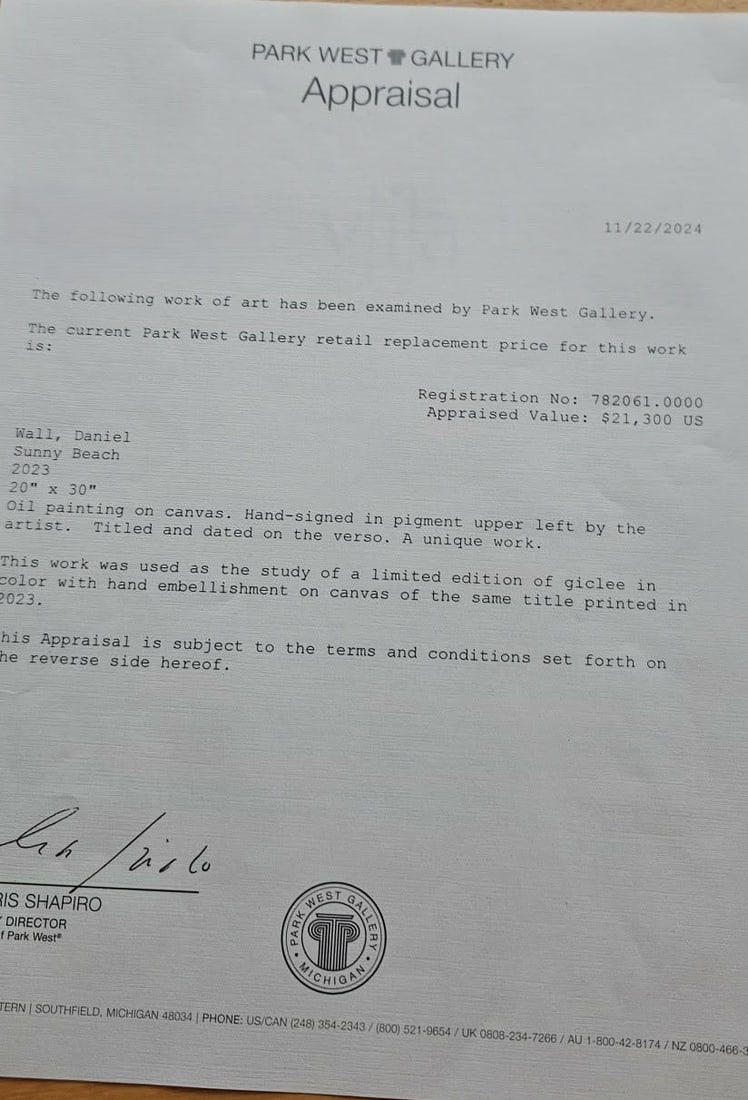 PARK WEST GALLERY
Appraisal
11/22/2024
The following work of art has been examined by Park West Gallery.
The current Park West Gallery retail replacement price for this work
is:
Registration No: 782061.0000
Appraised Value: $21,300 US
Wall, Daniel
Sunny Beach
2023
20" x 30"
Oil painting on canvas. Hand-signed in pigment upper left by the
artist. Titled and dated on the verso. A unique work.
This work was used as the study of a limited edition of giclee in
color with hand embellishment on canvas of the same title printed in
2023.
his Appraisal is subject to the terms and conditions set forth on
he reverse side hereof.
RIS SHAPIRO
DIRECTOR
f Park West®
PARK WEST GALLERY
MICHIGAN
TERN | SOUTHFIELD, MICHIGAN 48034 | PHONE: US/CAN (248) 354-2343 / (800) 521-9654 / UK 0808-234-7266 / AU 1-800-42-8174 / NZ 0800-466-3